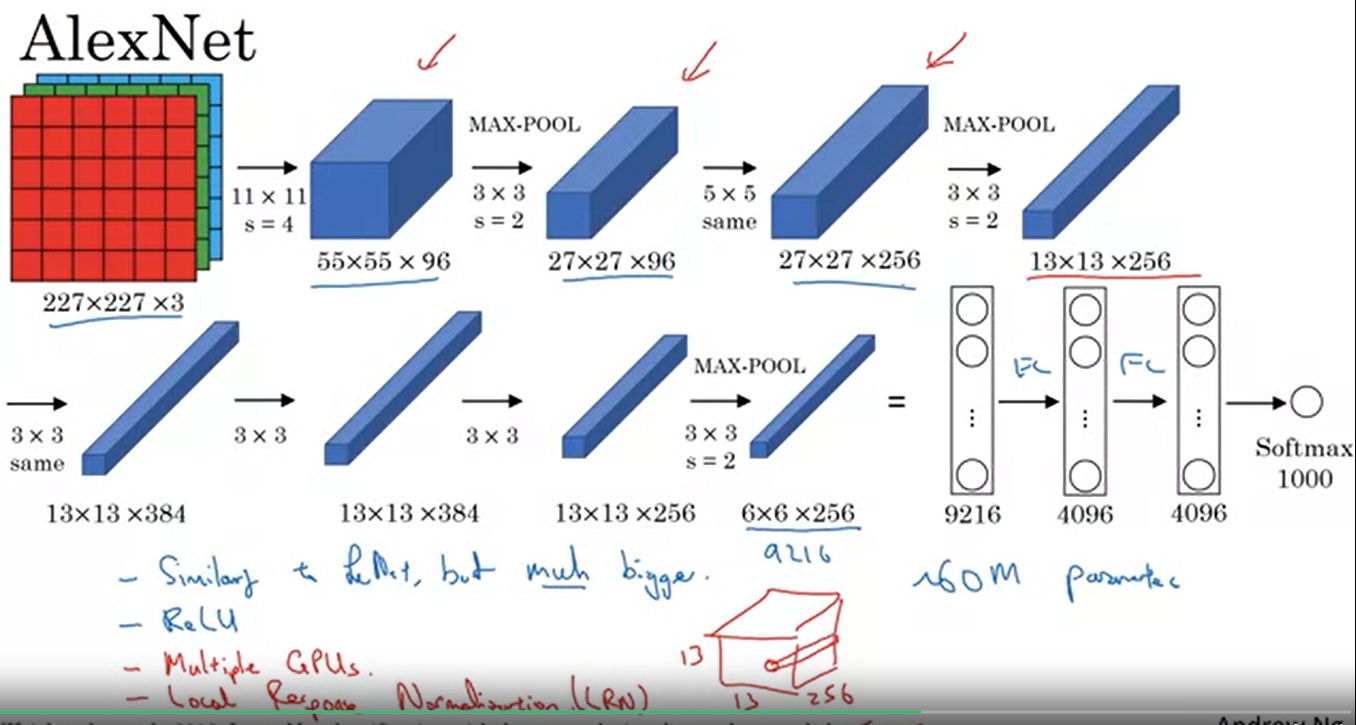 AlexNet
MAX-POOL
MAX-POOL
11 × 11
s = 4
3 × 3
s = 2
5 × 5
same
3 × 3
s = 2
55×55 × 96
27×27 ×96
27×27 ×256
13×13 ×256
227×227 ×3
MAX-POOL
FC
FC
3 × 3
same
3 × 3
3 × 3
3 × 3
s = 2
=
Softmax
1000
13×13 ×384
13×13 ×384
13×13 ×256
6×6 ×256
9216
4096
4096
9216
- Similar to LeNet, but much bigger.
~60M parameters
- ReLU
- Multiple GPUs.
13
- Local Response Normalization (LRN)
13
256
Andrew Ng